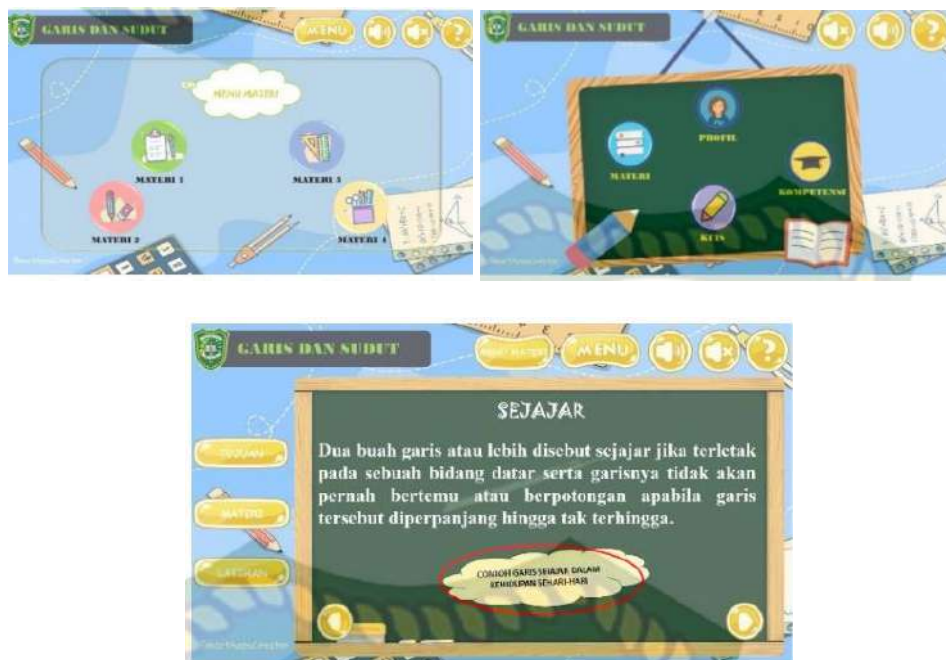 GARIS DAN SUDUT
MENU
?
MENU MATERI
MATERI 1
MATERI 3
MATERI 2
MATERI 4
GARIS DAN SUDUT
?
PROFIL
MATERI
KOMPETENSI
KUIS
GARIS DAN SUDUT
MENU MATERI
MENU
?
SEJAJAR
TUJUAN
Dua buah garis atau lebih disebut sejajar jika terletak
pada sebuah bidang datar serta garisnya tidak akan
pernah bertemu atau berpotongan apabila garis
tersebut diperpanjang hingga tak terhingga.
MATERI
LATIHAN
CONTOH GARIS SEJAJAR DALAM
KEHIDUPAN SEHARI-HARI